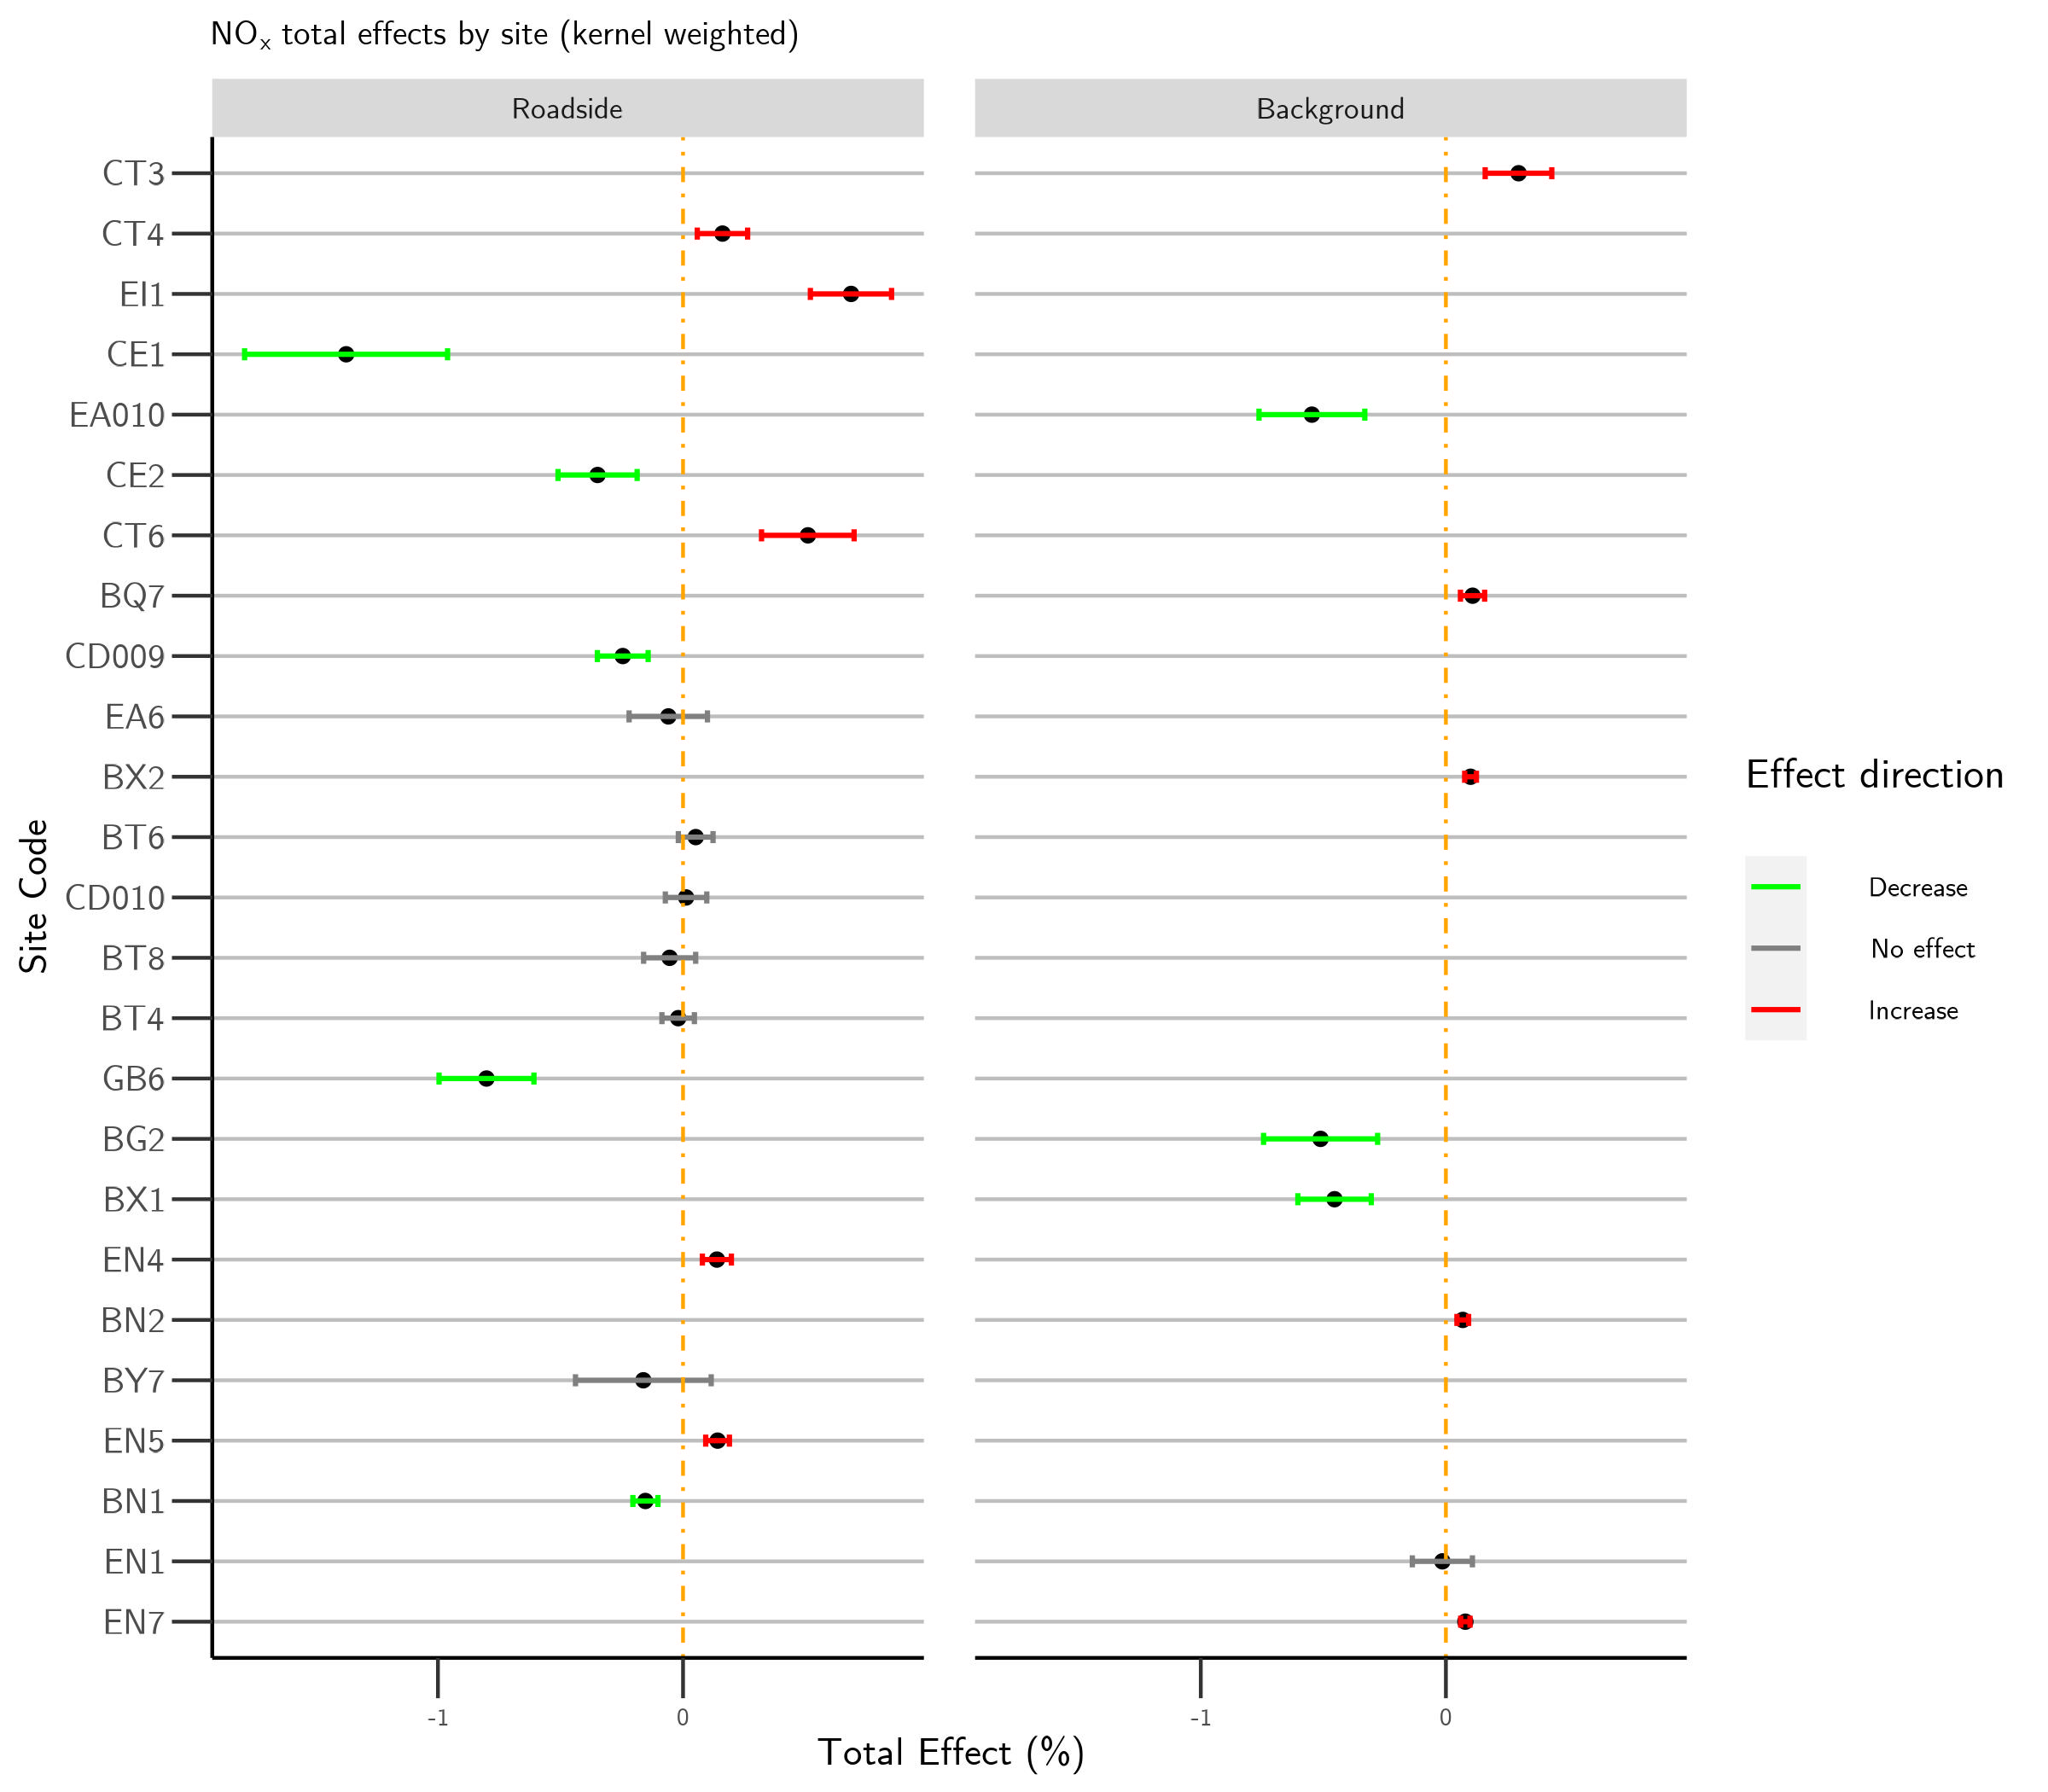 NOx total effects by site (kernel weighted)
Roadside
Background
CT3
CT4
EI1
CE1
EA010
CE2
CT6
BQ7
CD009
EA6
BX2
BT6
CD010
BT8
BT4
GB6
BG2
BX1
EN4
BN2
BY7
EN5
BN1
EN1
EN7
Site Code
-1 0
-1 0
Total Effect (%)
Effect direction
Decrease
No effect
Increase